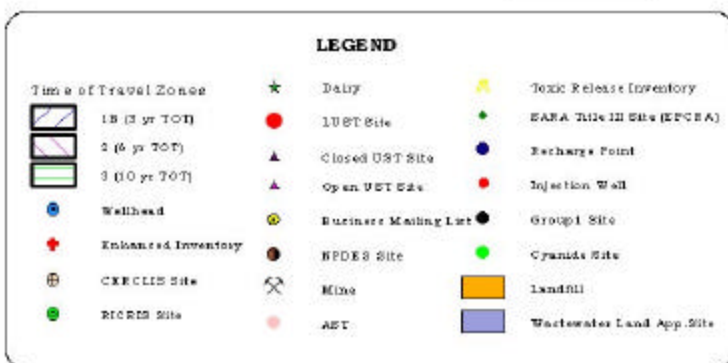 LEGEND
Time of Travel Zones
1B (3 yr TOT)
2 (6 yr TOT)
3 (10 yr TOT)
Wellhead
Enhanced Inventory
CERCLIS Site
RICRIS Site
Dairy
LUST Site
Closed UST Site
Open UST Site
Business Mailing List
NPDES Site
Mine
AST
Toxic Release Inventory
SARA Title III Site (EPCRA)
Recharge Point
Injection Well
Group1 Site
Cyanide Site
Landfill
Wastewater Land App. Site